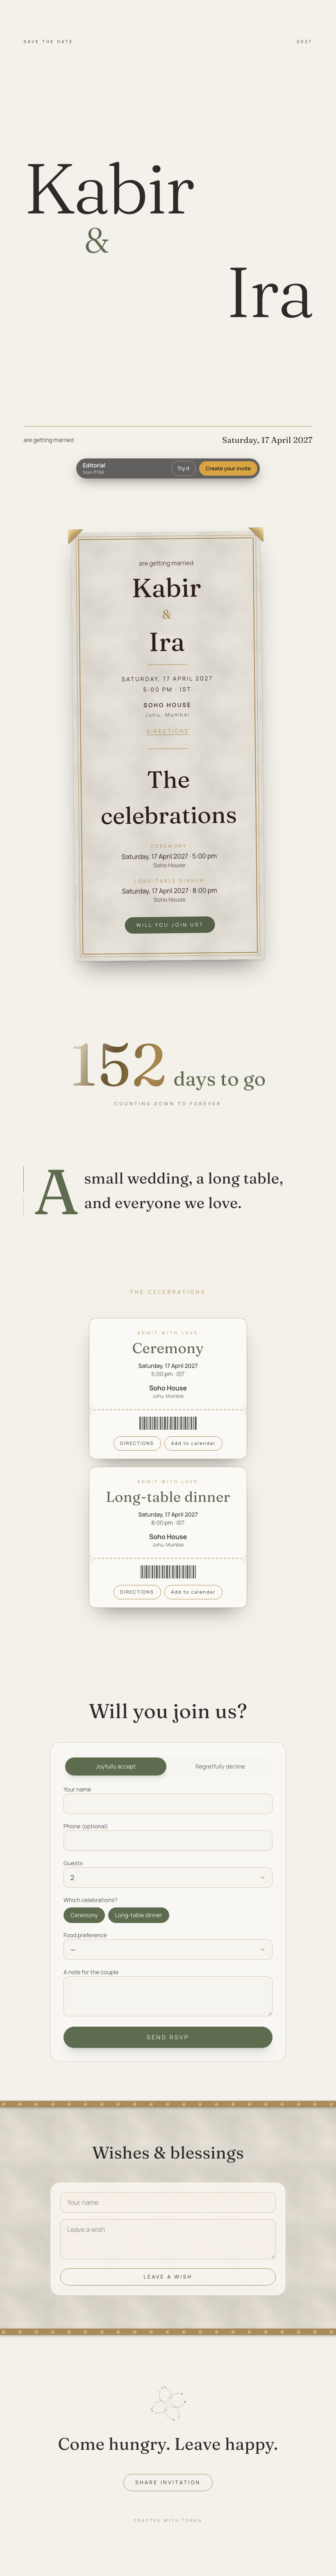 SAVE THE DATE
2027
Kabir
&
Ira
are getting married
Saturday, 17 April 2027
Editorial
from ₹799
Try it
Create your invite
are getting married
Kabir
&
Ira
SATURDAY, 17 APRIL 2027
5:00 PM · IST
SOHO HOUSE
Juhu, Mumbai
DIRECTIONS
The
celebrations
CEREMONY
Saturday, 17 April 2027 · 5:00 pm
Soho House
LONG-TABLE DINNER
Saturday, 17 April 2027 · 8:00 pm
Soho House
WILL YOU JOIN US?
152 days to go
COUNTING DOWN TO FOREVER
A small wedding, a long table,
and everyone we love.
THE CELEBRATIONS
ADMIT WITH LOVE
Ceremony
Saturday, 17 April 2027
5:00 pm · IST
Soho House
Juhu, Mumbai
DIRECTIONS
Add to calendar
ADMIT WITH LOVE
Long-table dinner
Saturday, 17 April 2027
8:00 pm · IST
Soho House
Juhu, Mumbai
DIRECTIONS
Add to calendar
Will you join us?
Joyfully accept
Regretfully decline
Your name
Phone (optional)
Guests
2
Which celebrations?
Ceremony
Long-table dinner
Food preference
—
A note for the couple
SEND RSVP
Wishes & blessings
Your name
Leave a wish
LEAVE A WISH
Come hungry. Leave happy.
SHARE INVITATION
CRAFTED WITH TORAN